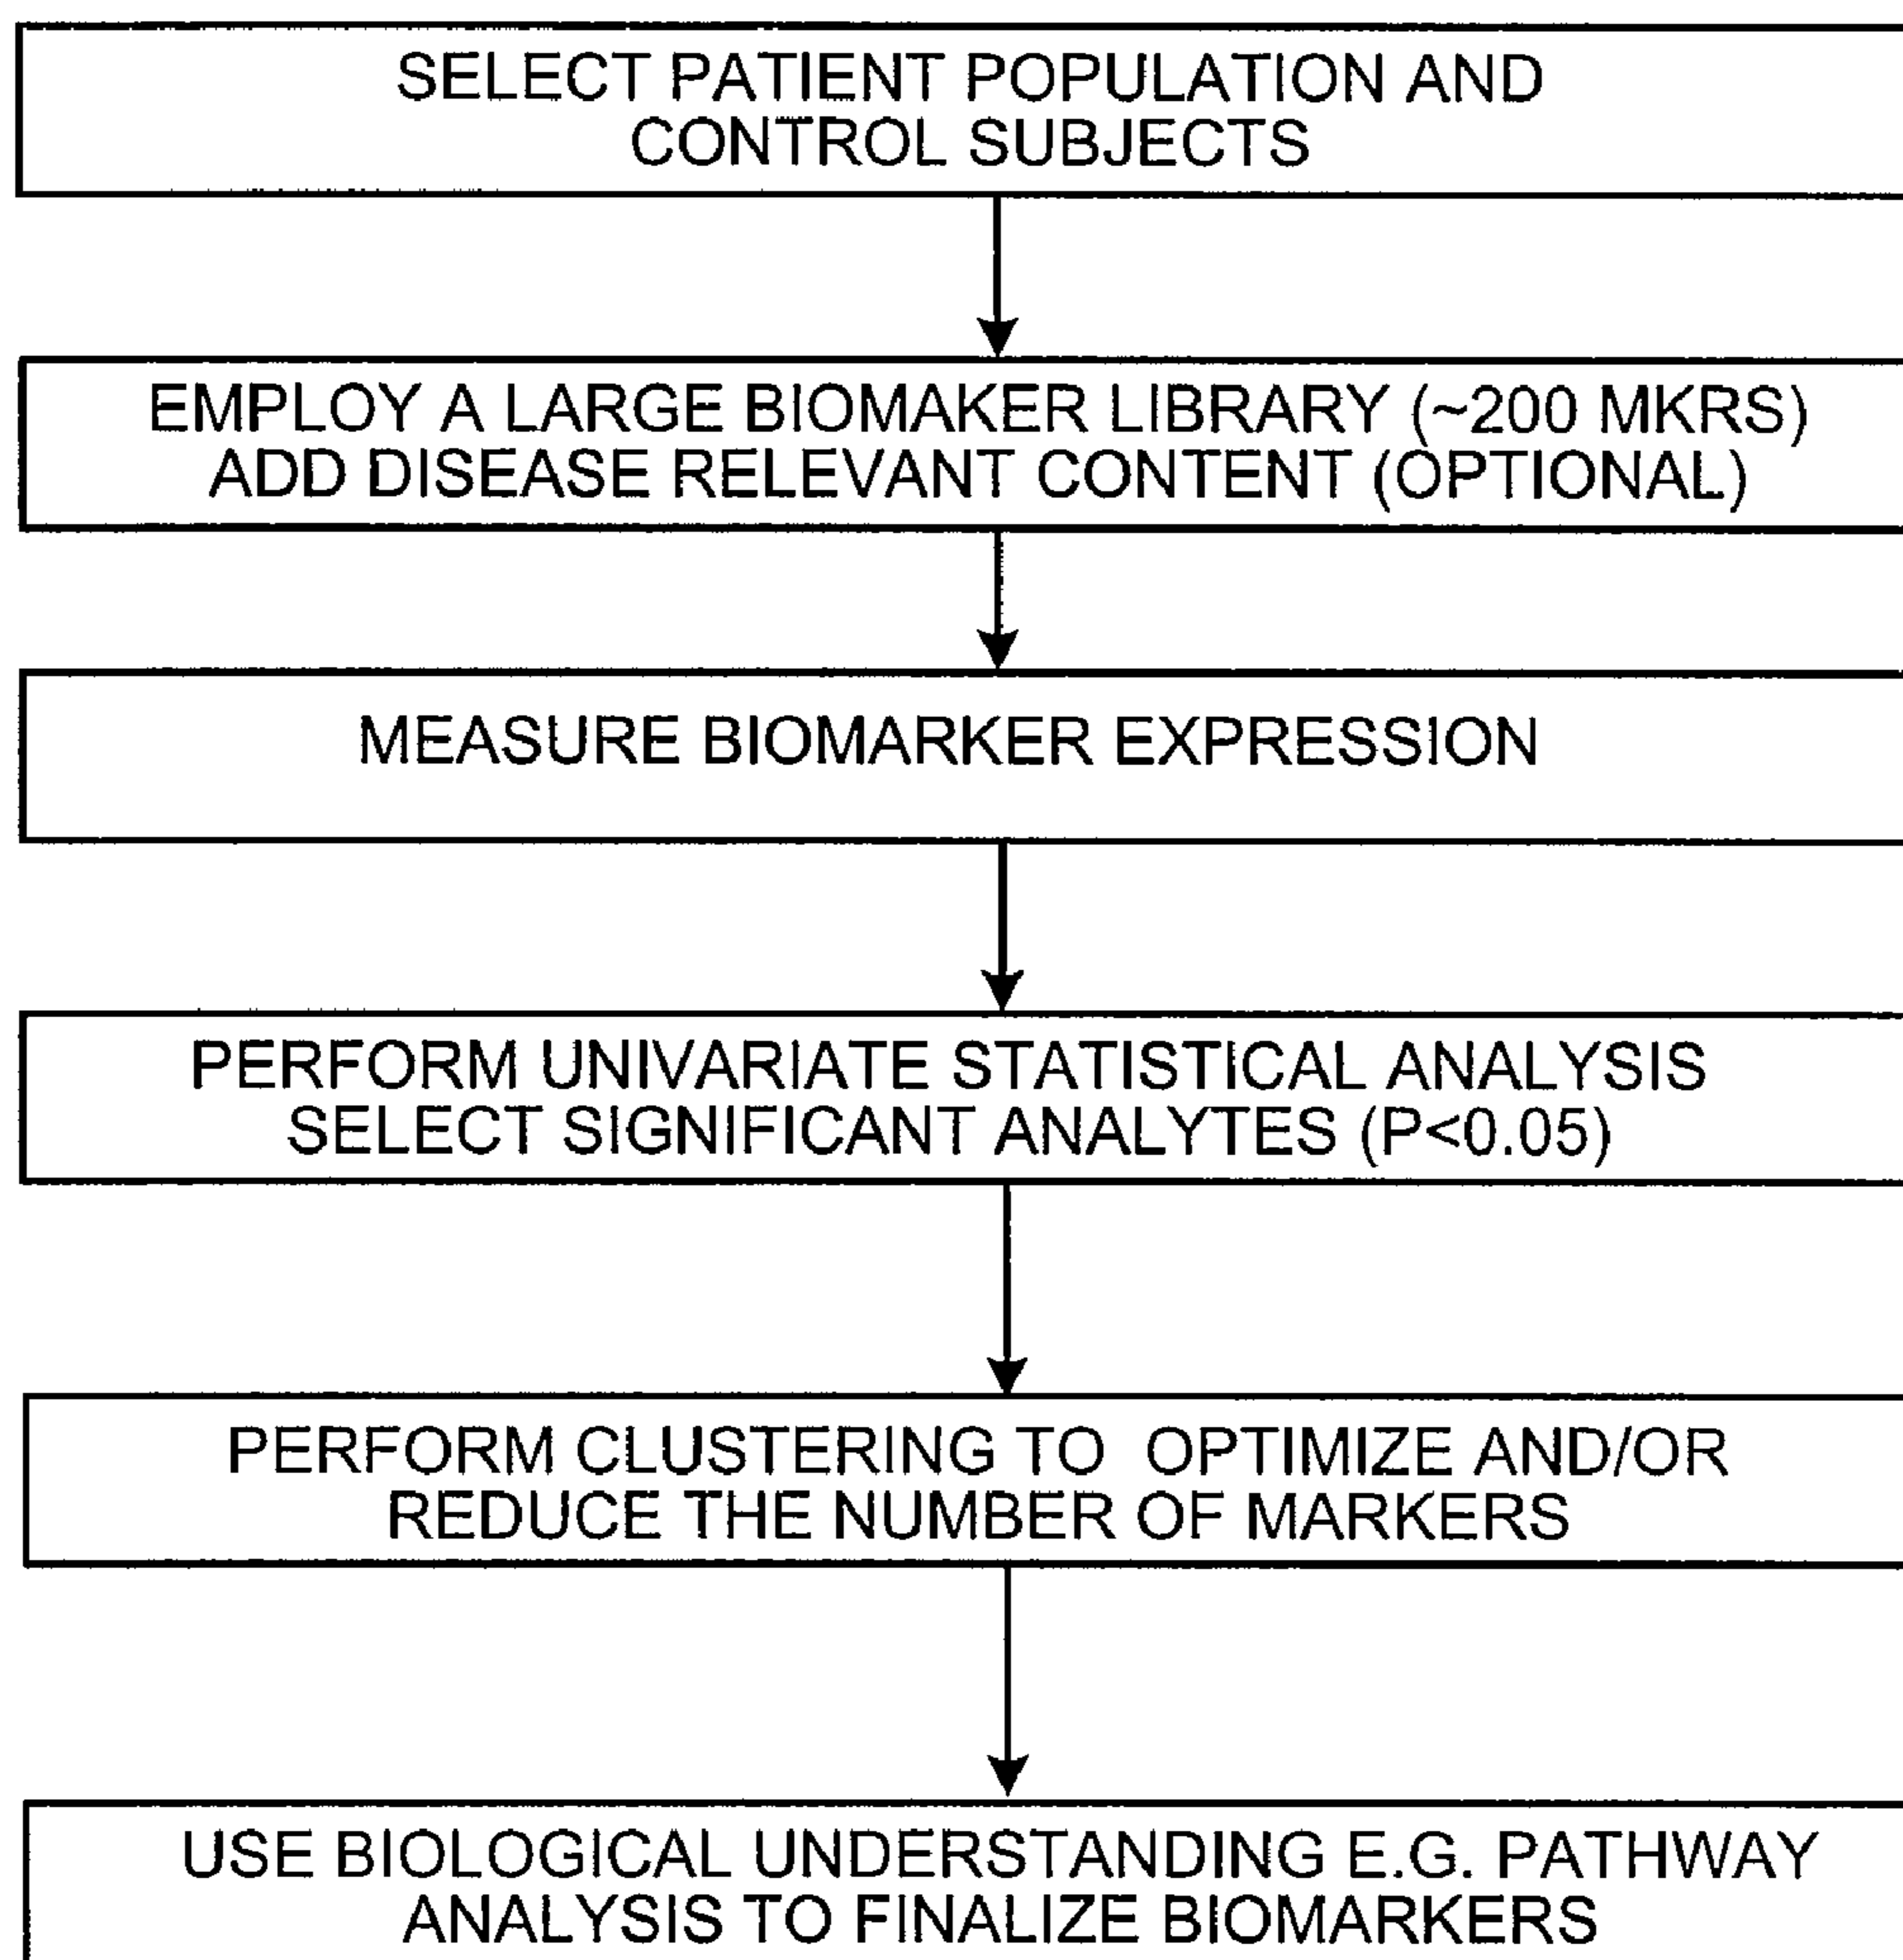 SELECT PATIENT POPULATION AND
CONTROL SUBJECTS
EMPLOY A LARGE BIOMAKER LIBRARY (~200 MKRS)
ADD DISEASE RELEVANT CONTENT (OPTIONAL)
MEASURE BIOMARKER EXPRESSION
PERFORM UNIVARIATE STATISTICAL ANALYSIS
SELECT SIGNIFICANT ANALYTES (P<0.05)
PERFORM CLUSTERING TO OPTIMIZE AND/OR
REDUCE THE NUMBER OF MARKERS
USE BIOLOGICAL UNDERSTANDING E.G. PATHWAY
ANALYSIS TO FINALIZE BIOMARKERS